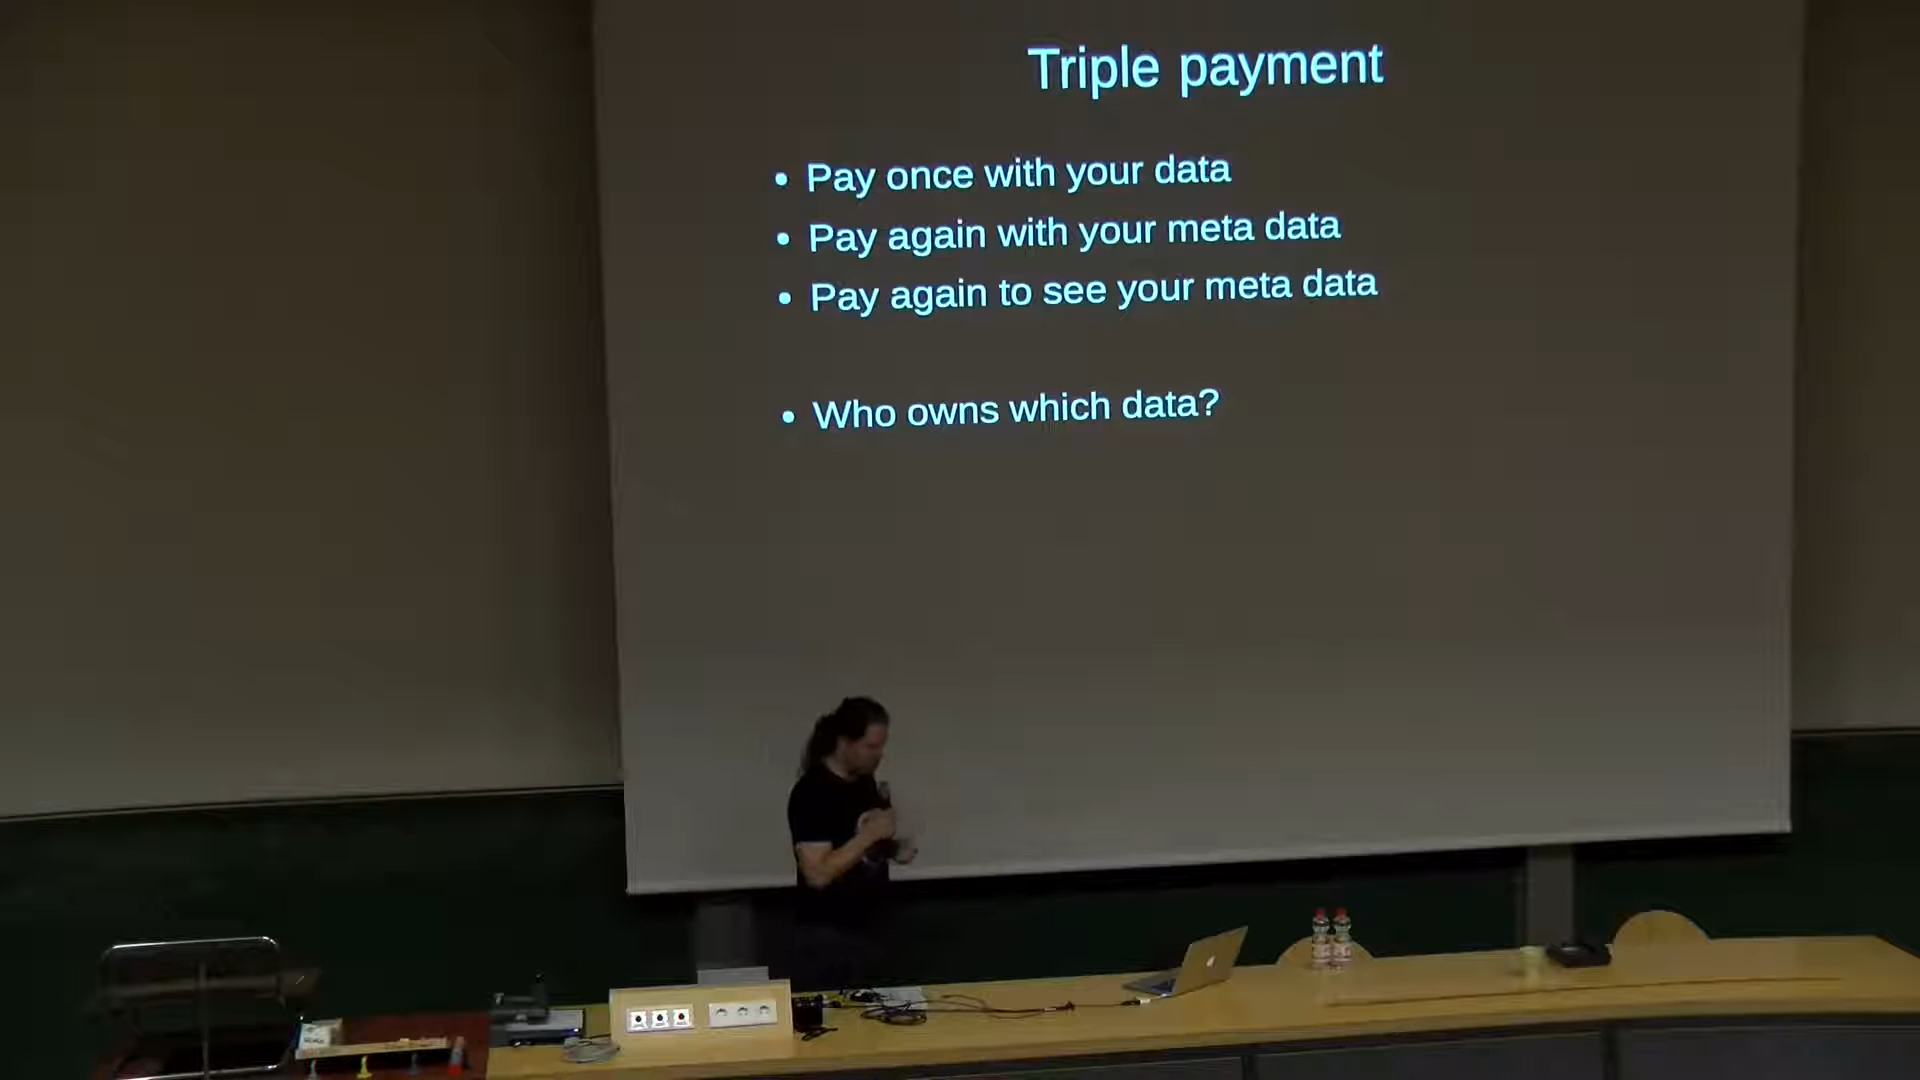 Triple payment
• Pay once with your data
• Pay again with your meta data
• Pay again to see your meta data
• Who owns which data?